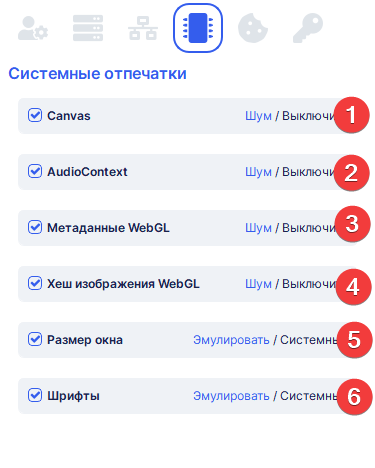 Системные отпечатки
Canvas Шум / Выключи 1
AudioContext Шум / Выключи 2
Метаданные WebGL Шум / Выключи 3
Хеш изображения WebGL Шум / Выключи 4
Размер окна Эмулировать / Системны 5
Шрифты Эмулировать / Системны 6